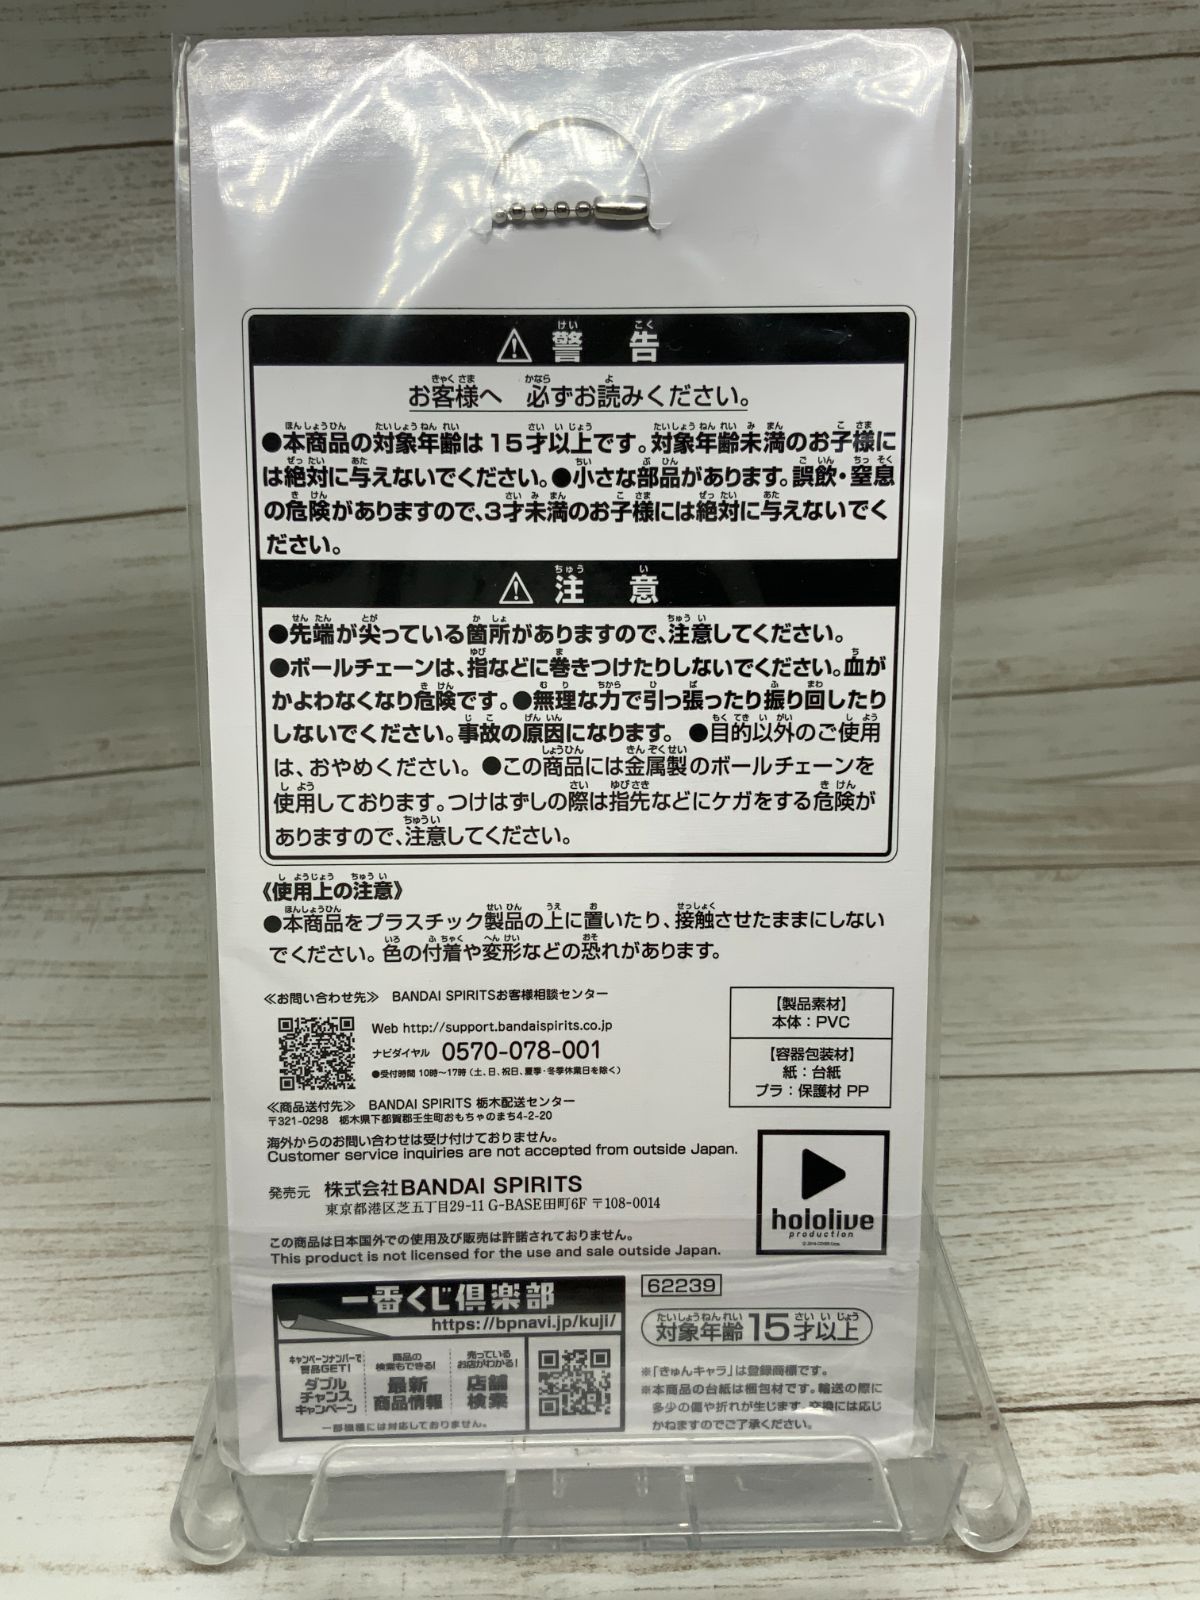 ⚠ 警 告
お客様へ 必ずお読みください。
●本商品の対象年齢は15才以上です。対象年齢未満のお子様に
は絶対に与えないでください。●小さな部品があります。誤飲・窒息
の危険がありますので、3才未満のお子様には絶対に与えないでく
ださい。
⚠ 注 意
●先端が尖っている箇所がありますので、注意してください。
●ボールチェーンは、指などに巻きつけたりしないでください。血が
かよわなくなり危険です。●無理な力で引っ張ったり振り回したり
しないでください。事故の原因になります。●目的以外のご使用
は、おやめください。●この商品には金属製のボールチェーンを
使用しております。つけはずしの際は指先などにケガをする危険が
ありますので、注意してください。
《使用上の注意》
●本商品をプラスチック製品の上に置いたり、接触させたままにしない
でください。色の付着や変形などの恐れがあります。
≪お問い合わせ先≫ BANDAI SPIRITSお客様相談センター
Web http://support.bandaispirits.co.jp
ナビダイヤル 0570-078-001
●受付時間 10時〜17時(土、日、祝日、夏季・冬季休業日を除く)
≪商品送付先≫ BANDAI SPIRITS 栃木配送センター
〒321-0298 栃木県下都賀郡壬生町おもちゃのまち4-2-20
海外からのお問い合わせは受け付けておりません。
Customer service inquiries are not accepted from outside Japan.
発売元 株式会社BANDAI SPIRITS
東京都港区芝五丁目29-11 G-BASE田町6F 〒108-0014
この商品は日本国外での使用及び販売は許諾されておりません。
This product is not licensed for the use and sale outside Japan.
【製品素材】
本体:PVC
【容器包装材】
紙:台紙
プラ:保護材 PP
hololive
production
一番くじ倶楽部
https://bpnavi.jp/kuji/
キャンペーンナンバーで
賞品GET!
ダブル
チャンス
キャンペーン
商品の
検索もできる!
最新
商品情報
売っている
お店がわかる!
店舗
検索
一部機種には対応しておりません。
62239
対象年齢15才以上
※「きゅんキャラ」は登録商標です。
※本商品の台紙は梱包材です。輸送の際に
多少の傷や折れが生じます。交換には応じ
かねますのでご了承ください。